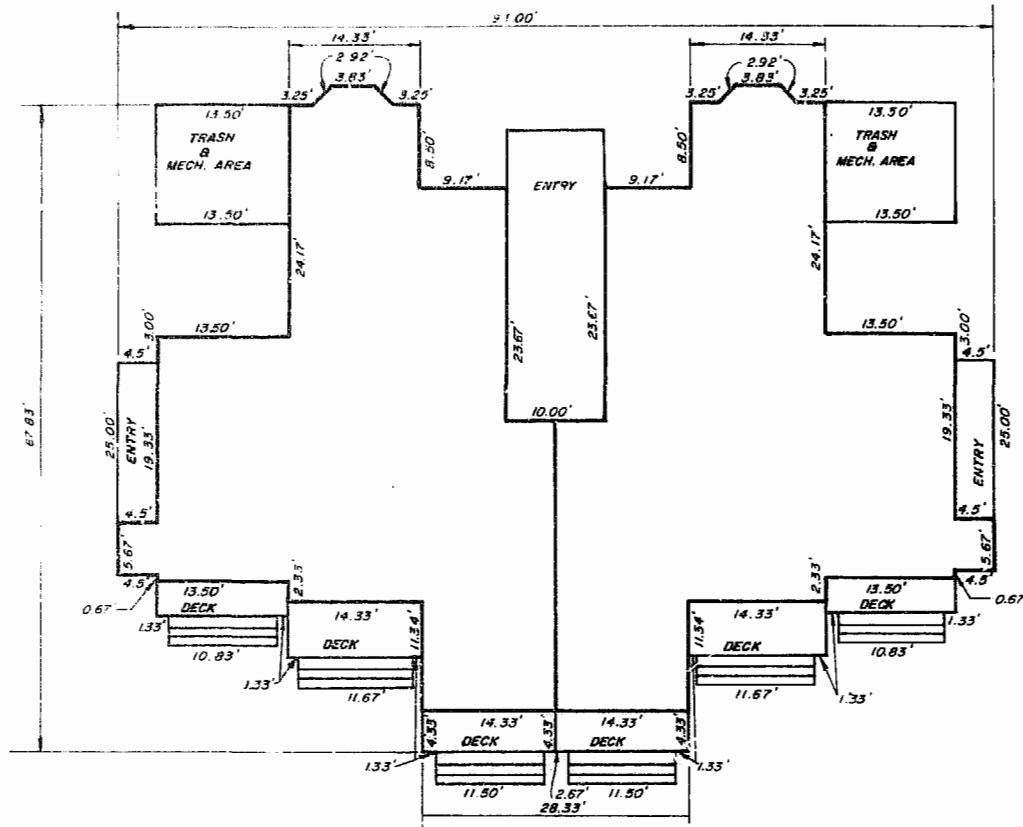 91.00'
14.33' 14.33'
2.92' 2.92'
3.83' 3.83'
3.25' 3.25' 3.25' 3.25'
13.50' 13.50'
TRASH TRASH
& &
MECH. AREA MECH. AREA
8.50' 8.50'
9.17' ENTRY 9.17'
13.50' 13.50'
24.17' 24.17'
13.50' 13.50'
3.00' 3.00'
4.5' 4.5'
23.67' 23.67'
10.00'
67.83'
25.00' ENTRY 19.33' 19.33' ENTRY 25.00'
4.5' 4.5'
5.67' 5.67'
4.5' 4.5'
0.67' 13.50' 2.33' 2.33' 13.50' 0.67'
DECK DECK
1.33' 14.33' 11.34' 11.34' 14.33' 1.33'
10.83' DECK DECK 10.83'
1.33' 11.67' 11.67' 1.33'
14.33' 14.33'
4.33' DECK 4.33' DECK 4.33'
1.33' 1.33'
11.50' 2.67' 11.50'
28.33'